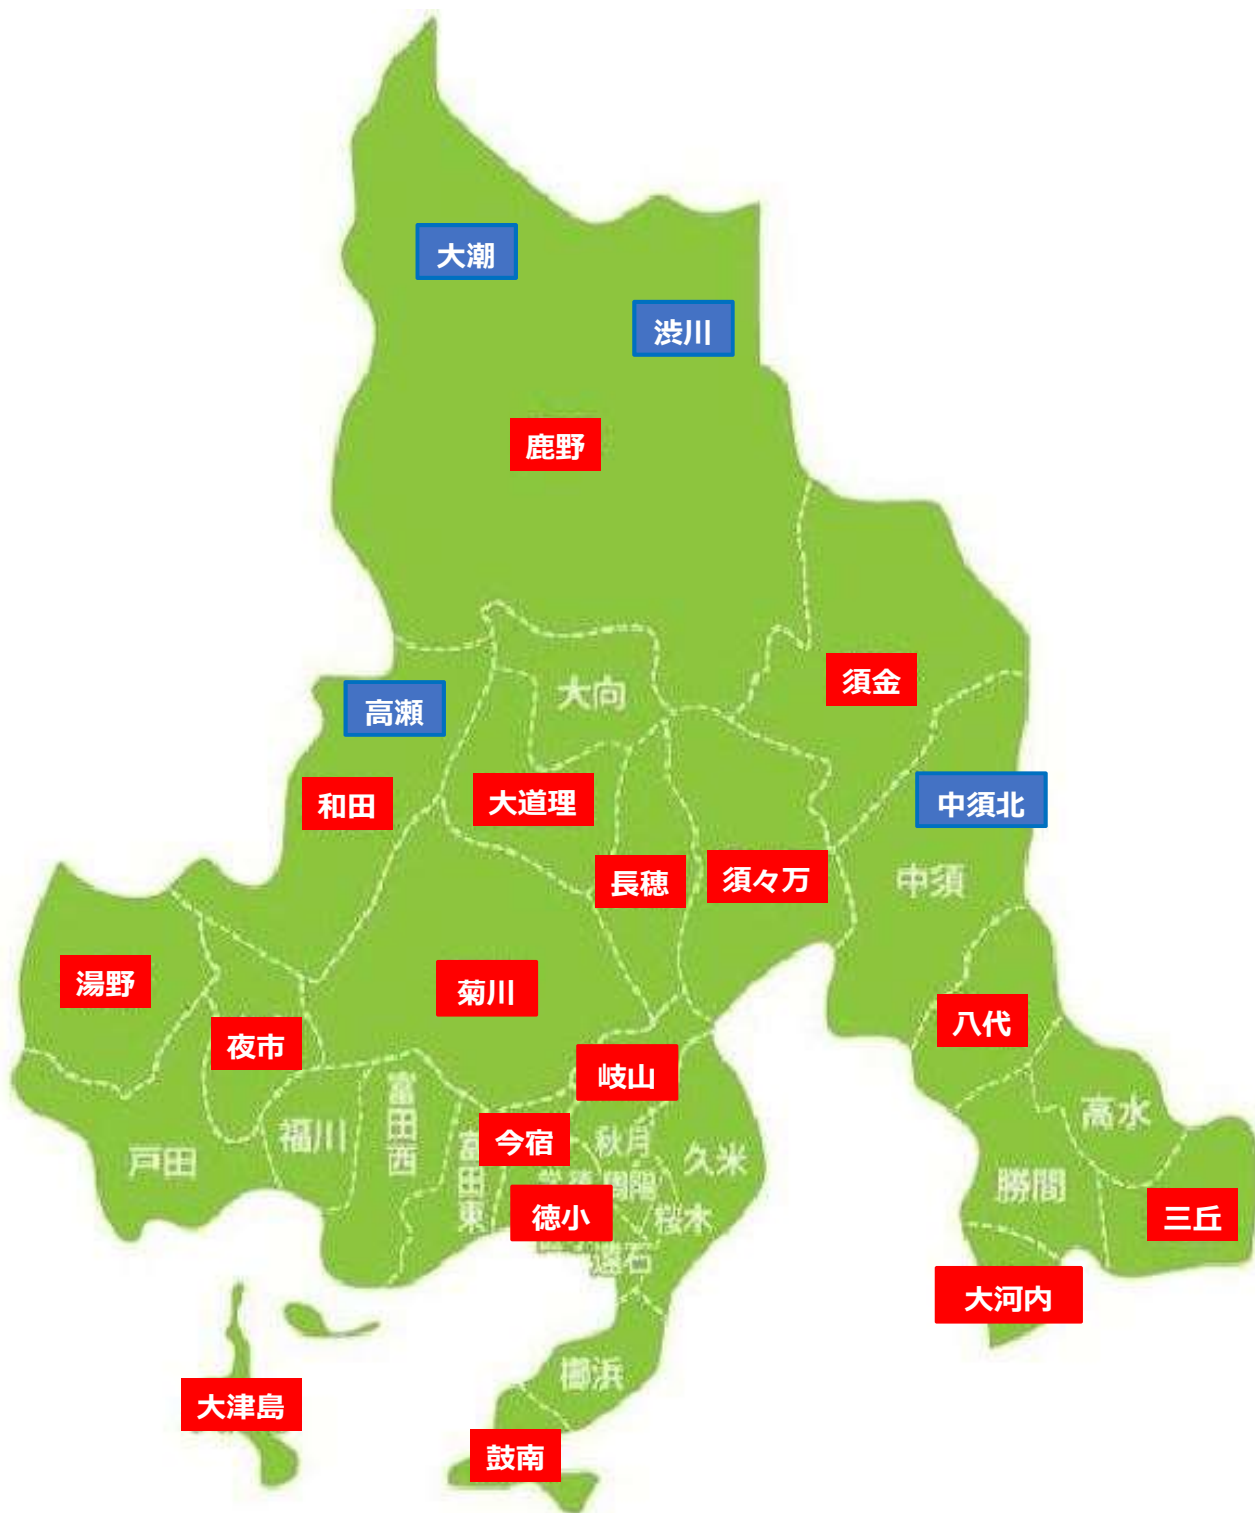 大潮
渋川
鹿野
須金
大向
高瀬
中須北
和田
大道理
長穂
須々万
中須
湯野
菊川
八代
夜市
岐山
高水
福川
富田西
今宿
秋月
久米
戸田
富田東
周陽
勝間
徳小
桜木
三丘
遠石
大河内
櫛浜
大津島
鼓南